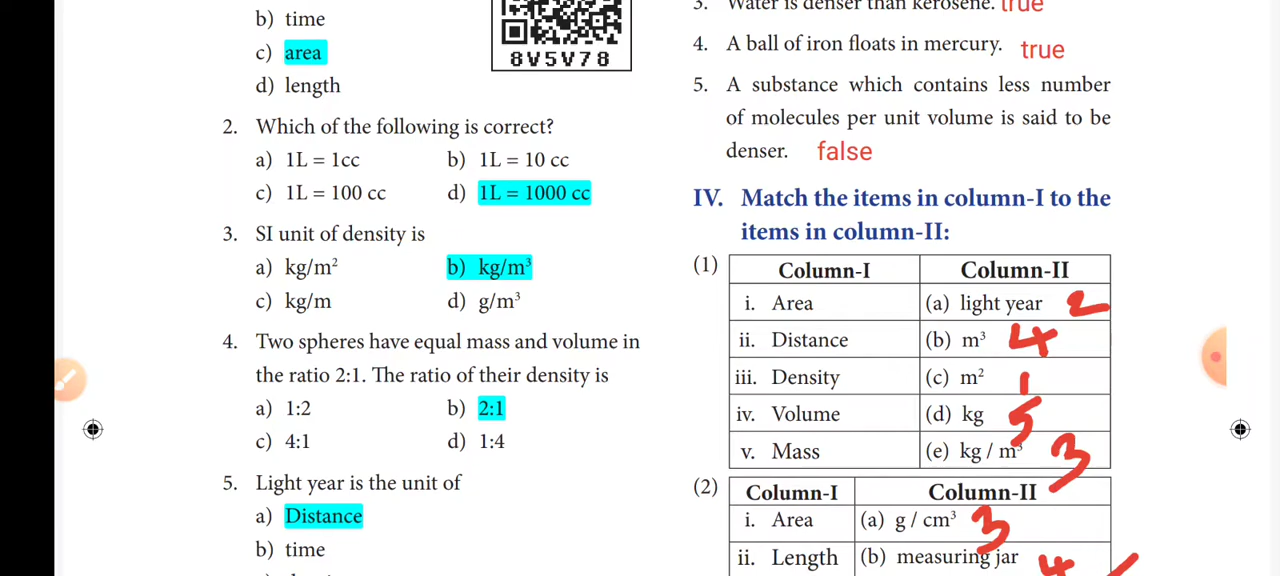 b) time
c) area
d) length
8V5V78
2. Which of the following is correct?
a) 1L = 1cc b) 1L = 10 cc
c) 1L = 100 cc d) 1L = 1000 cc
3. SI unit of density is
a) kg/m² b) kg/m³
c) kg/m d) g/m³
4. Two spheres have equal mass and volume in
the ratio 2:1. The ratio of their density is
a) 1:2 b) 2:1
c) 4:1 d) 1:4
5. Light year is the unit of
a) Distance
b) time
3. Water is denser than kerosene. true
4. A ball of iron floats in mercury. true
5. A substance which contains less number
of molecules per unit volume is said to be
denser. false
IV. Match the items in column-I to the
items in column-II:
(1) Column-I Column-II
i. Area (a) light year 2
ii. Distance (b) m³ 4
iii. Density (c) m² 1
iv. Volume (d) kg 5
v. Mass (e) kg / m³ 3
(2) Column-I Column-II
i. Area (a) g / cm³ 3
ii. Length (b) measuring jar 4